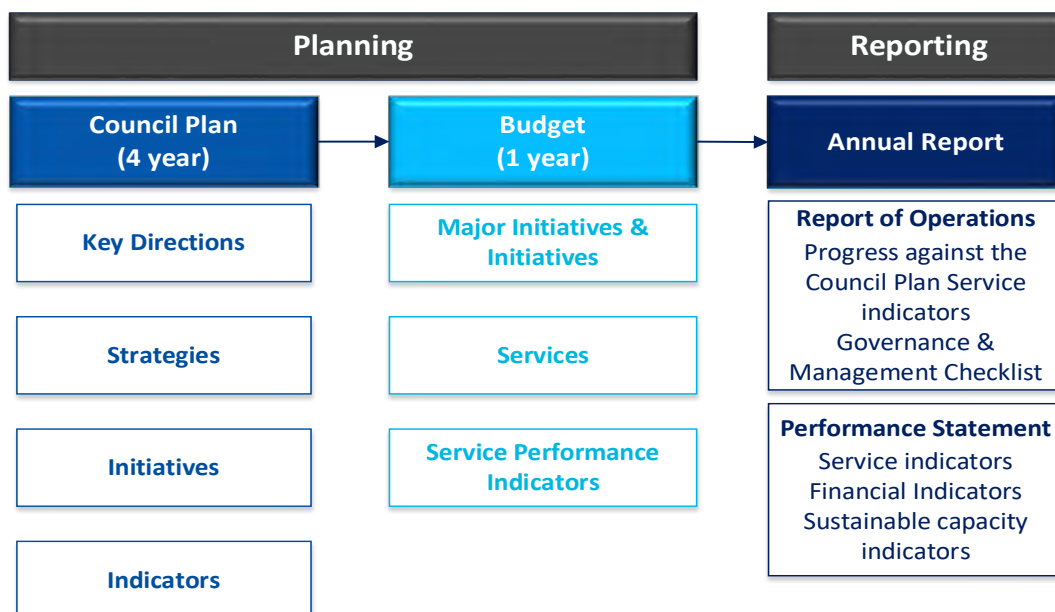 Planning
Reporting
Council Plan
(4 year)
Budget
(1 year)
Annual Report
Key Directions
Strategies
Initiatives
Indicators
Major Initiatives &
Initiatives
Services
Service Performance
Indicators
Report of Operations
Progress against the
Council Plan Service
indicators
Governance &
Management Checklist
Performance Statement
Service indicators
Financial Indicators
Sustainable capacity
indicators